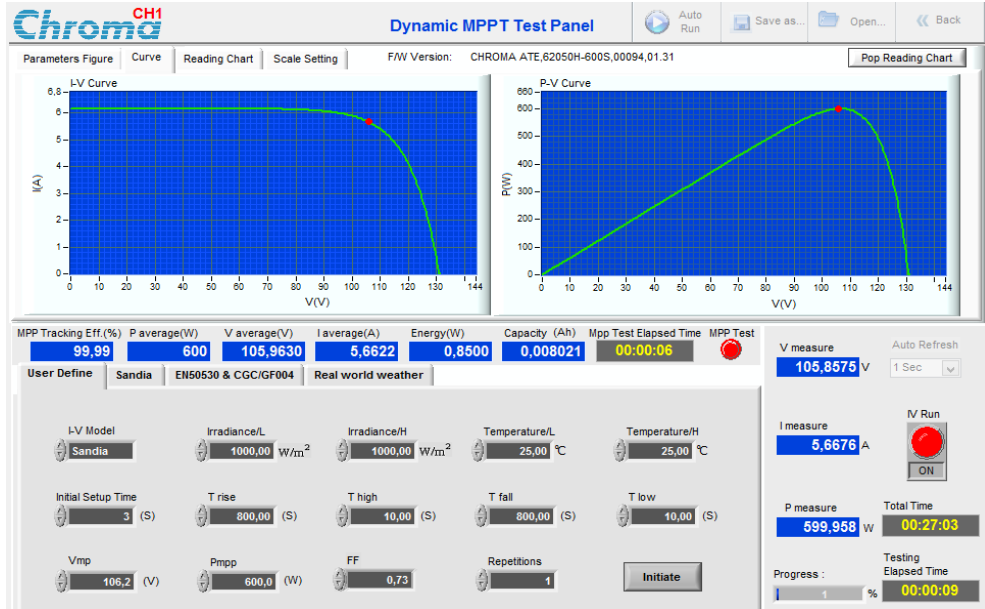 Chroma CH1
Dynamic MPPT Test Panel
Auto Run
Save as...
Open...
Back
Parameters Figure Curve Reading Chart Scale Setting
F/W Version: CHROMA ATE,62050H-600S,00094,01.31
Pop Reading Chart
I-V Curve
6,8
6
5
4
3
2
1
0
I(A)
0 10 20 30 40 50 60 70 80 90 100 110 120 130 144
V(V)
P-V Curve
660
600
500
400
300
200
100
0
P(W)
0 10 20 30 40 50 60 70 80 90 100 110 120 130 144
V(V)
MPP Tracking Eff.(%) P average(W) V average(V) I average(A) Energy(W) Capacity (Ah) Mpp Test Elapsed Time MPP Test
99,99 600 105,9630 5,6622 0,8500 0,008021 00:00:06
User Define Sandia EN50530 & CGC/GF004 Real world weather
I-V Model Irradiance/L Irradiance/H Temperature/L Temperature/H
Sandia 1000,00 W/m² 1000,00 W/m² 25,00 ℃ 25,00 ℃
Initial Setup Time T rise T high T fall T low
3 (S) 800,00 (S) 10,00 (S) 800,00 (S) 10,00 (S)
Vmp Pmpp FF Repetitions
106,2 (V) 600,0 (W) 0,73 1
Initiate
V measure
105,8575 V
Auto Refresh
1 Sec
I measure
5,6676 A
IV Run
ON
P measure
599,958 W
Total Time
00:27:03
Progress :
1 %
Testing
Elapsed Time
00:00:09